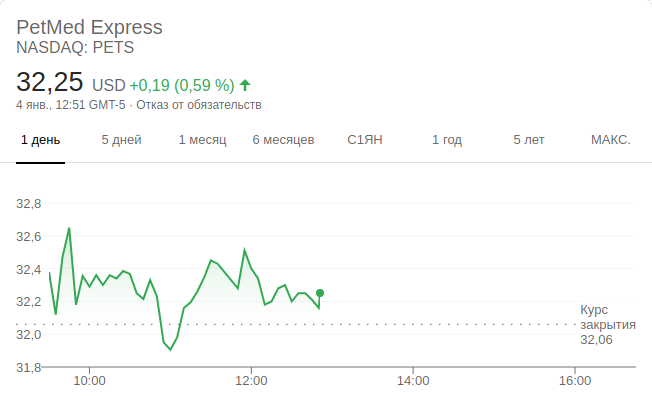 PetMed Express
NASDAQ: PETS
32,25 USD +0,19 (0,59 %)
4 янв., 12:51 GMT-5 · Отказ от обязательств
1 день 5 дней 1 месяц 6 месяцев С1ЯН 1 год 5 лет МАКС.
32,8
32,6
32,4
32,2
32,0
31,8
Курс
закрытия
32,06
10:00 12:00 14:00 16:00